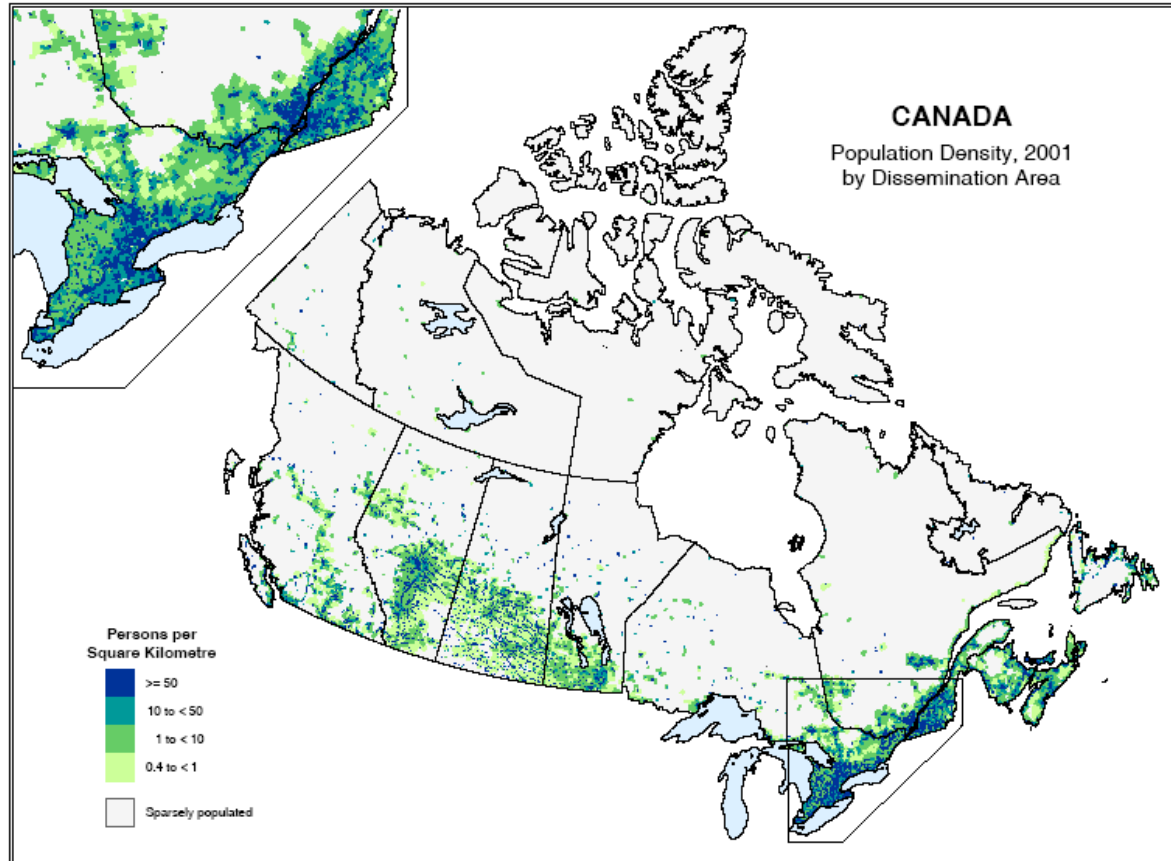 CANADA
Population Density, 2001
by Dissemination Area
Persons per
Square Kilometre
>= 50
10 to < 50
1 to < 10
0.4 to < 1
Sparsely populated